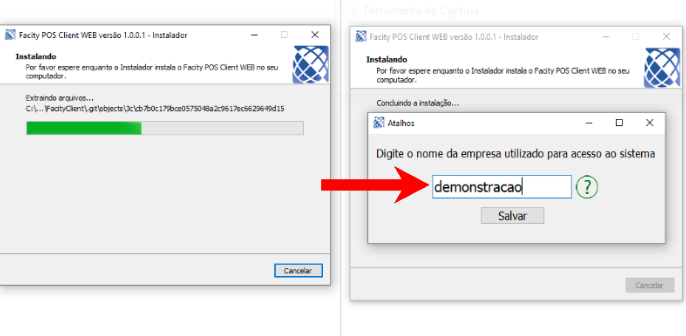 Ferramente de Captura
Facity POS Client WEB versão 1.0.0.1 - Instalador
Instalando
Por favor espere enquanto o Instalador instala o Facity POS Client WEB no seu
computador.
Extraindo arquivos...
C:\...\FacityClient\.git\objects\3c\cb7b0c179bce0575048a2c9617ec6629649d15
Cancelar
Facity POS Client WEB versão 1.0.0.1 - Instalador
Instalando
Por favor espere enquanto o Instalador instala o Facity POS Client WEB no seu
computador.
Concluindo a instalação...
Atalhos
Digite o nome da empresa utilizado para acesso ao sistema
demonstracao
?
Salvar
Cancelar